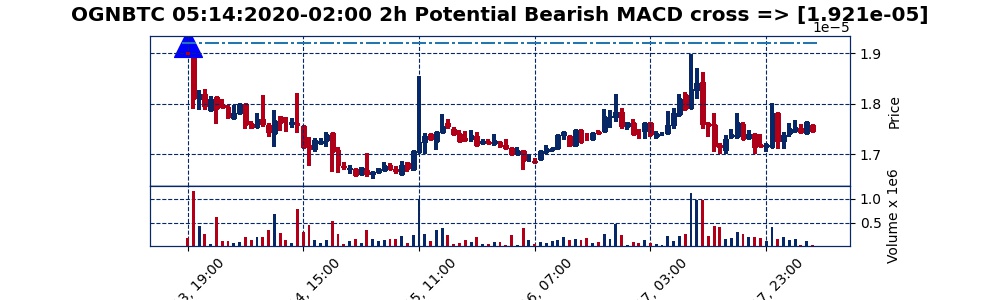 OGNBTC 05:14:2020-02:00 2h Potential Bearish MACD cross => [1.921e-05]
1e−5
1.9
1.8
1.7
Price
1.0
0.5
Volume x 1e6
3, 19:00
4, 15:00
5, 11:00
6, 07:00
7, 03:00
7, 23:00